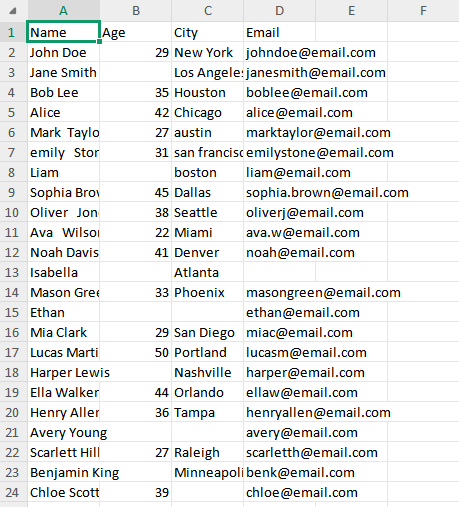 A B C D E F
1 Name Age City Email
2 John Doe 29 New York johndoe@email.com
3 Jane Smith Los Angeles janesmith@email.com
4 Bob Lee 35 Houston boblee@email.com
5 Alice 42 Chicago alice@email.com
6 Mark  Taylo 27 austin marktaylor@email.com
7 emily   Ston 31 san francisc emilystone@email.com
8 Liam boston liam@email.com
9 Sophia Brow 45 Dallas sophia.brown@email.com
10 Oliver   Jon 38 Seattle oliverj@email.com
11 Ava   Wilson 22 Miami ava.w@email.com
12 Noah Davis 41 Denver noah@email.com
13 Isabella Atlanta
14 Mason Gree 33 Phoenix masongreen@email.com
15 Ethan ethan@email.com
16 Mia Clark 29 San Diego miac@email.com
17 Lucas Marti 50 Portland lucasm@email.com
18 Harper Lewis Nashville harper@email.com
19 Ella Walker 44 Orlando ellaw@email.com
20 Henry Allen 36 Tampa henryallen@email.com
21 Avery Young avery@email.com
22 Scarlett Hill 27 Raleigh scarletth@email.com
23 Benjamin King Minneapoli benk@email.com
24 Chloe Scott 39 chloe@email.com